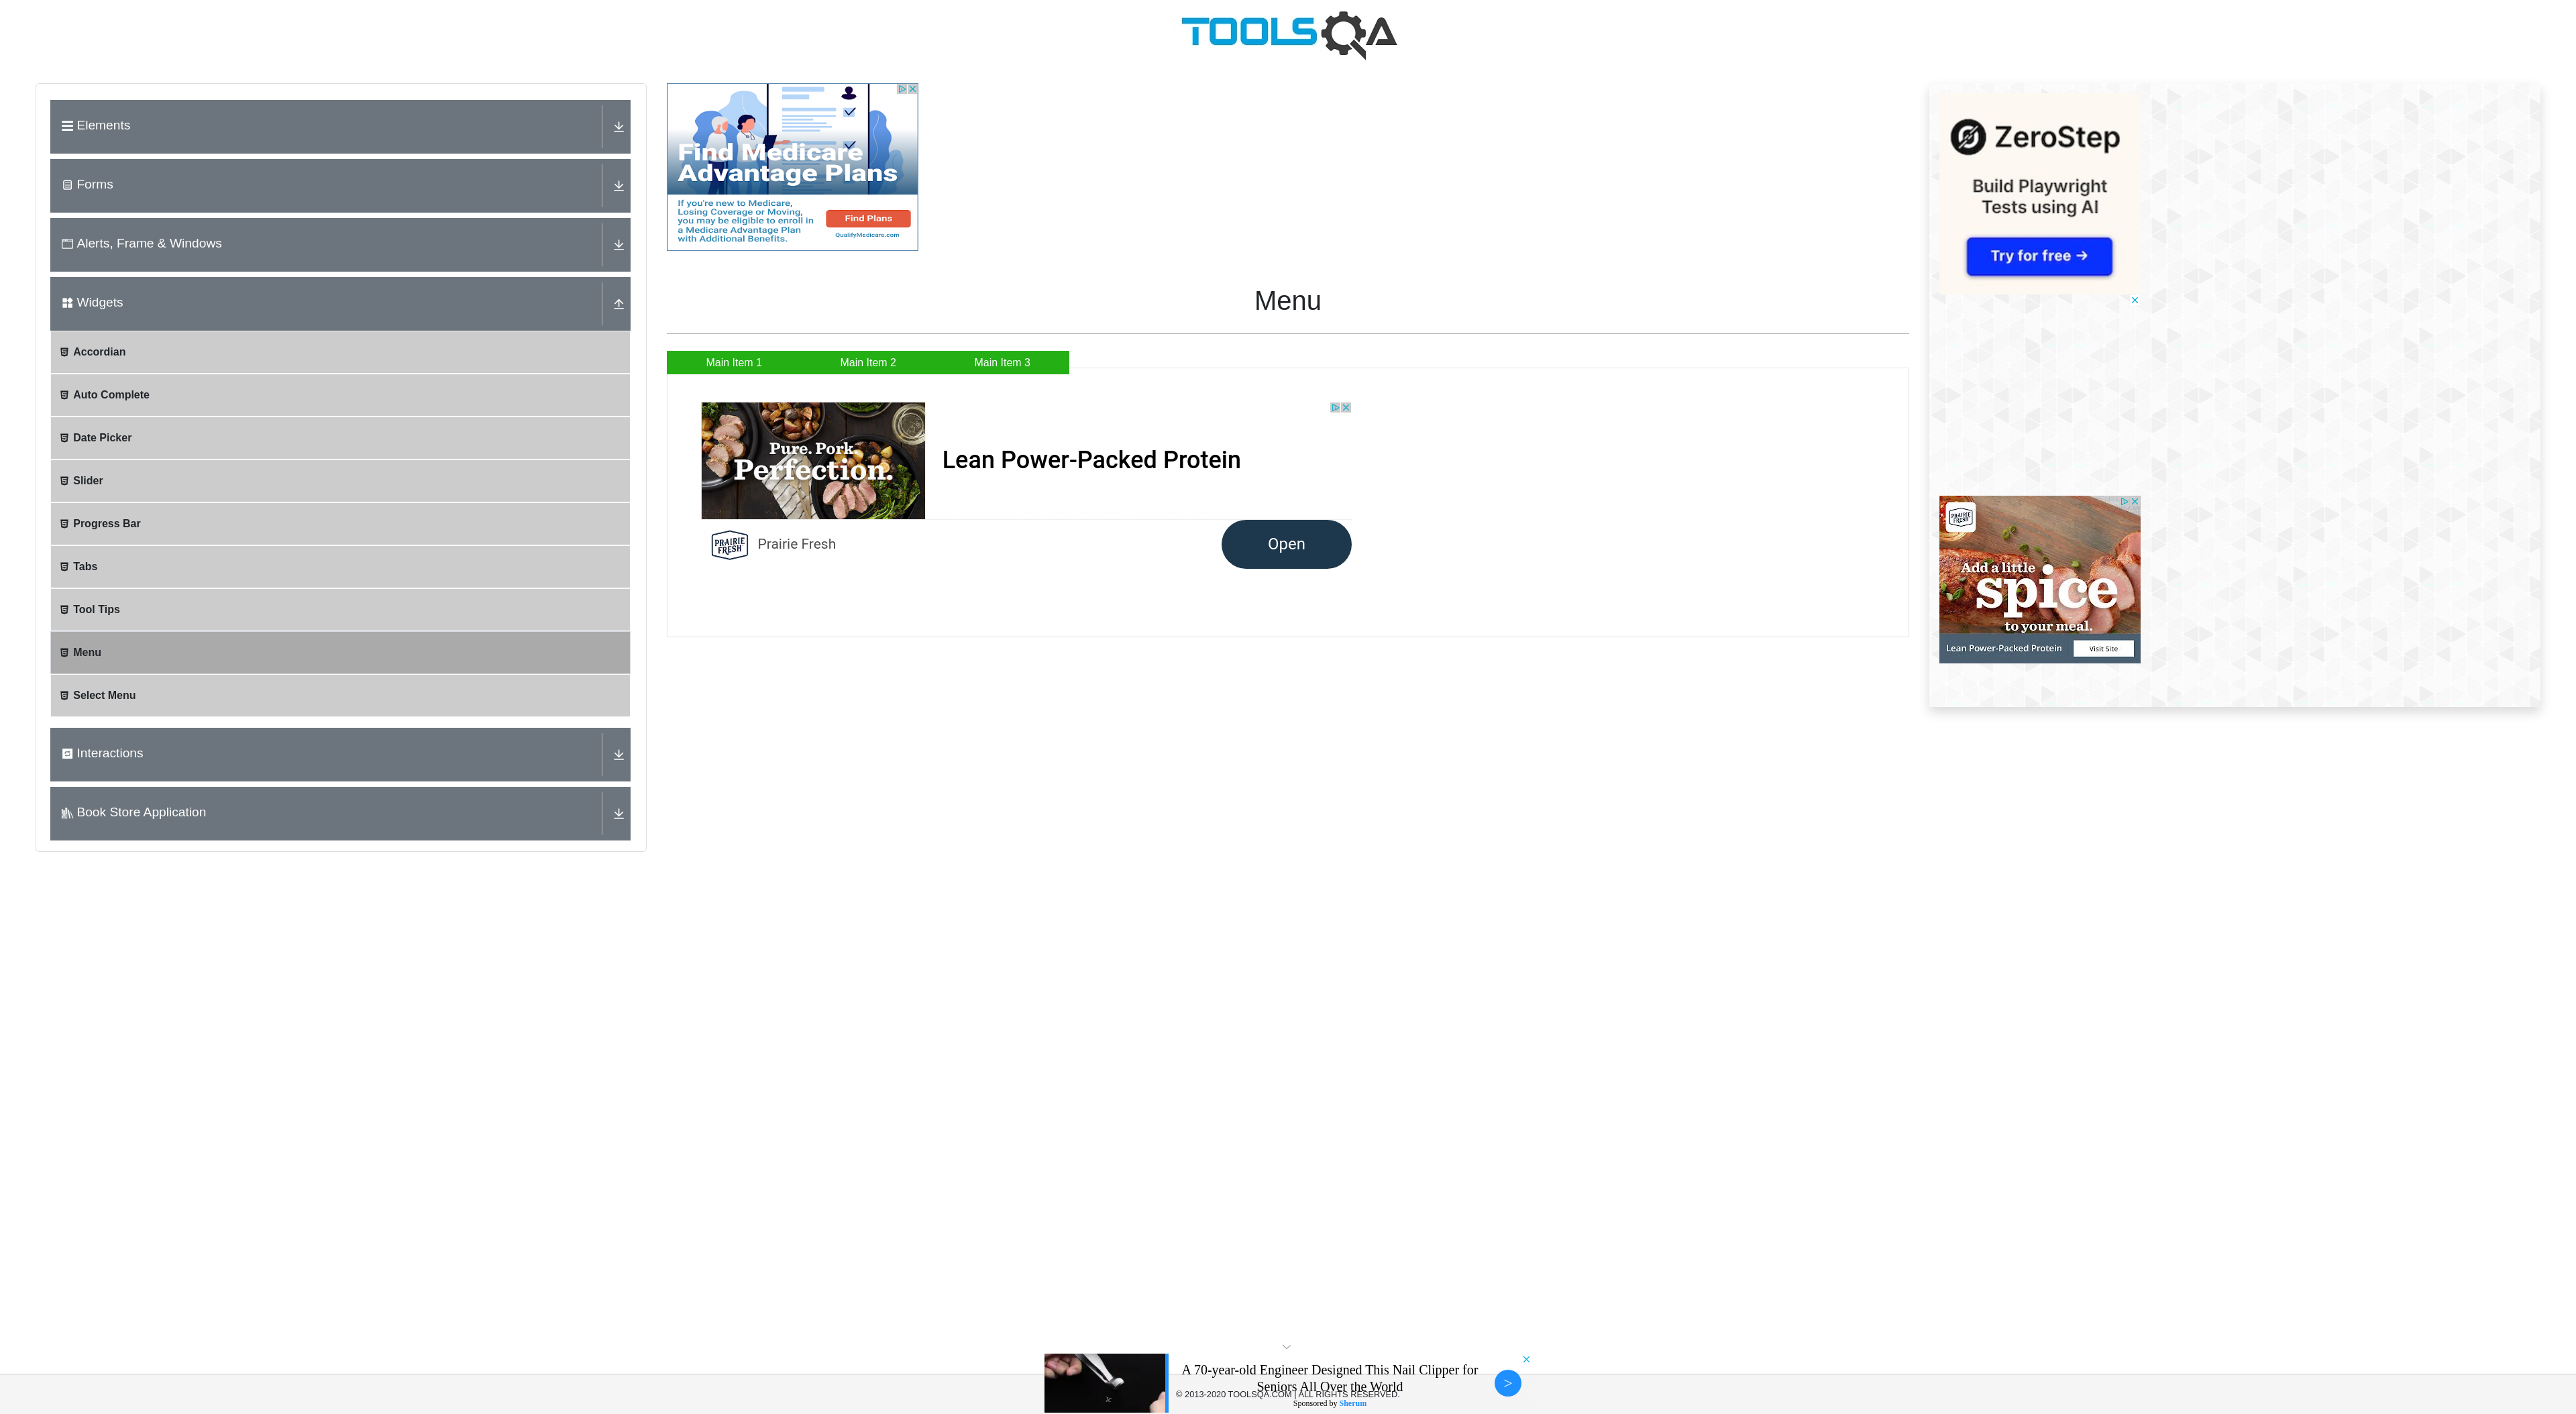 TOOLSQA
Elements
Forms
Alerts, Frame & Windows
Widgets
Accordian
Auto Complete
Date Picker
Slider
Progress Bar
Tabs
Tool Tips
Menu
Select Menu
Interactions
Book Store Application
Find Medicare
Advantage Plans
If you're new to Medicare,
Losing Coverage or Moving,
you may be eligible to enroll in
a Medicare Advantage Plan
with Additional Benefits.
Find Plans
QualifyMedicare.com
Menu
Main Item 1
Main Item 2
Main Item 3
Pure. Pork.
Perfection.
Lean Power-Packed Protein
PRAIRIE
FRESH
Prairie Fresh
Open
ZeroStep
Build Playwright
Tests using AI
Try for free →
PRAIRIE
FRESH
Add a little
spice
to your meal.
Lean Power-Packed Protein
Visit Site
A 70-year-old Engineer Designed This Nail Clipper for
Seniors All Over the World
Sponsored by Sherum
© 2013-2020 TOOLSQA.COM | ALL RIGHTS RESERVED.